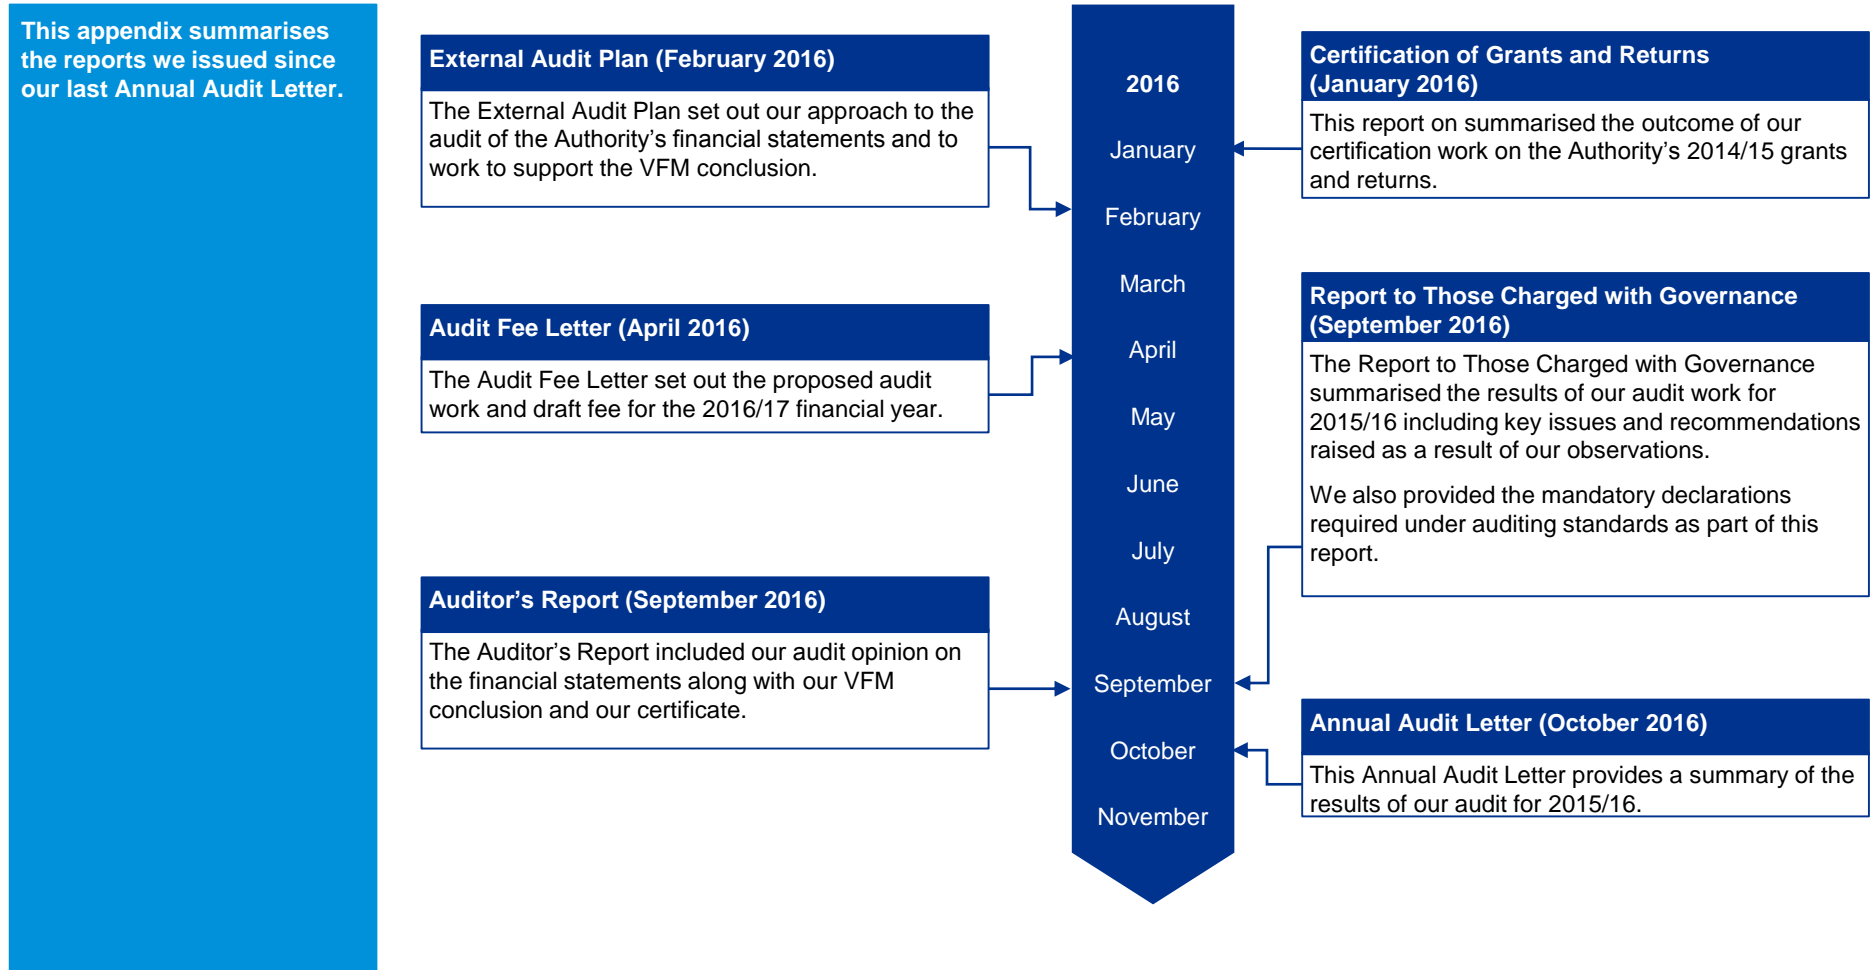 This appendix summarises
the reports we issued since
our last Annual Audit Letter.
External Audit Plan (February 2016)
The External Audit Plan set out our approach to the
audit of the Authority's financial statements and to
work to support the VFM conclusion.
Audit Fee Letter (April 2016)
The Audit Fee Letter set out the proposed audit
work and draft fee for the 2016/17 financial year.
Auditor's Report (September 2016)
The Auditor's Report included our audit opinion on
the financial statements along with our VFM
conclusion and our certificate.
2016
January
February
March
April
May
June
July
August
September
October
November
Certification of Grants and Returns
(January 2016)
This report on summarised the outcome of our
certification work on the Authority's 2014/15 grants
and returns.
Report to Those Charged with Governance
(September 2016)
The Report to Those Charged with Governance
summarised the results of our audit work for
2015/16 including key issues and recommendations
raised as a result of our observations.
We also provided the mandatory declarations
required under auditing standards as part of this
report.
Annual Audit Letter (October 2016)
This Annual Audit Letter provides a summary of the
results of our audit for 2015/16.